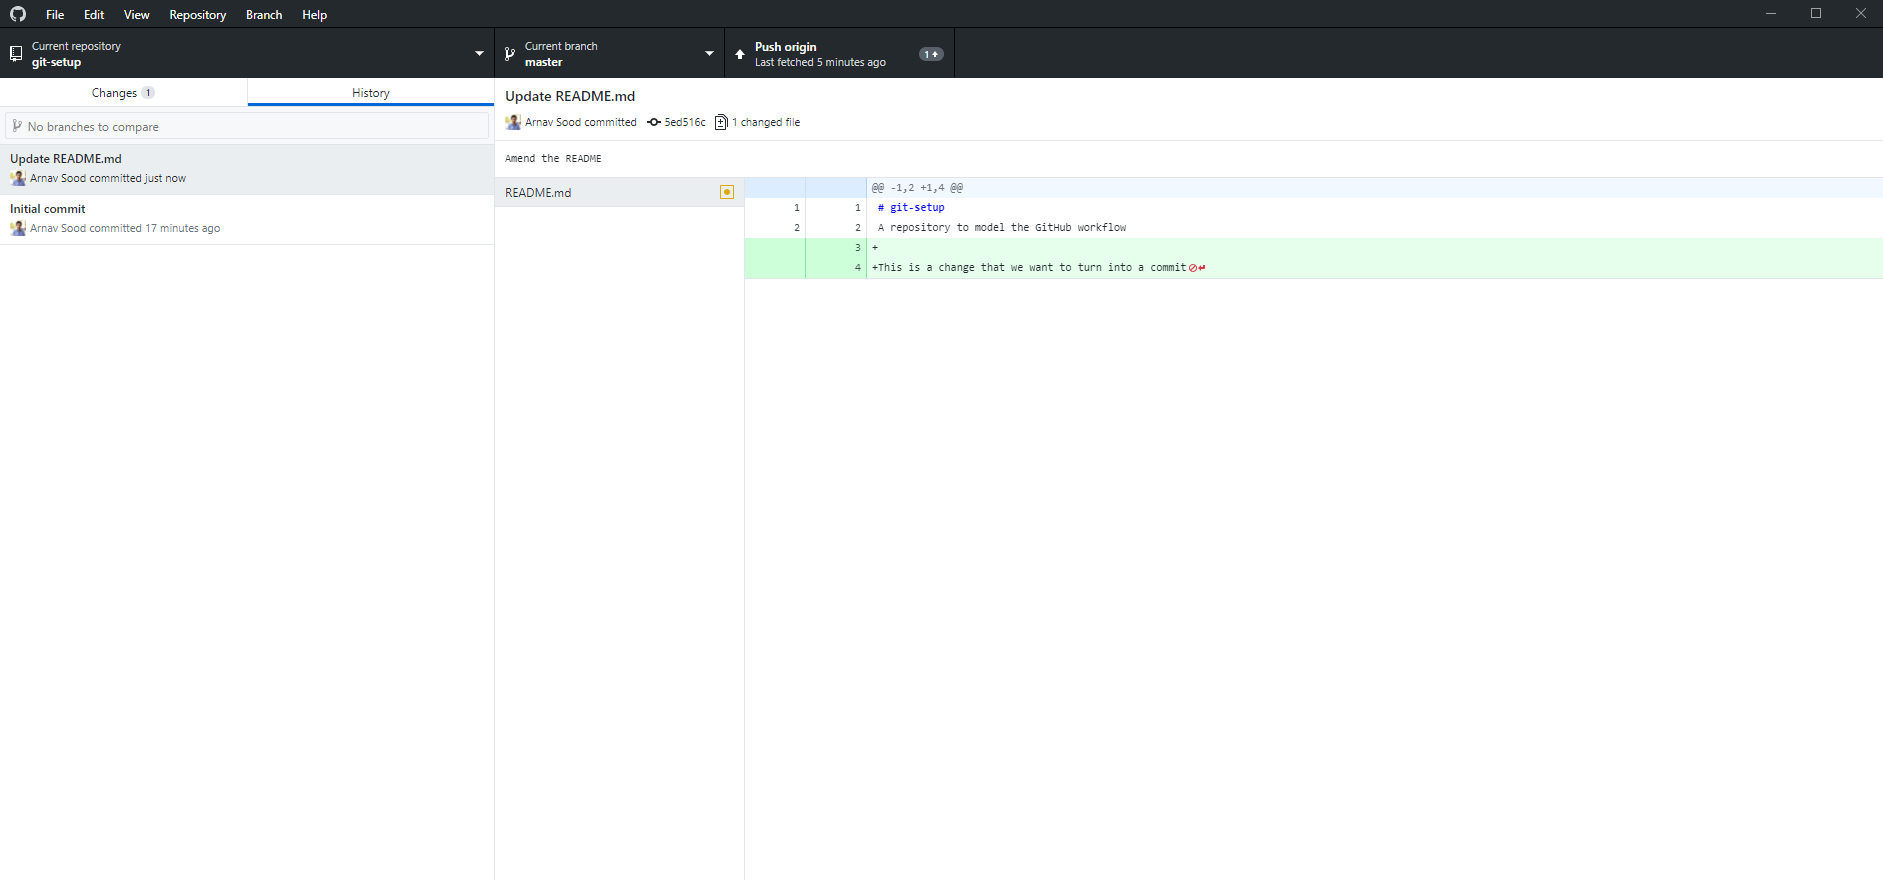 File Edit View Repository Branch Help
Current repository
git-setup
Current branch
master
Push origin
Last fetched 5 minutes ago
1
Changes 1
History
No branches to compare
Update README.md
Arnav Sood committed just now
Initial commit
Arnav Sood committed 17 minutes ago
Update README.md
Arnav Sood committed 5ed516c 1 changed file
Amend the README
README.md
@@ -1,2 +1,4 @@
1 1 # git-setup
2 2 A repository to model the GitHub workflow
3 +
4 +This is a change that we want to turn into a commit